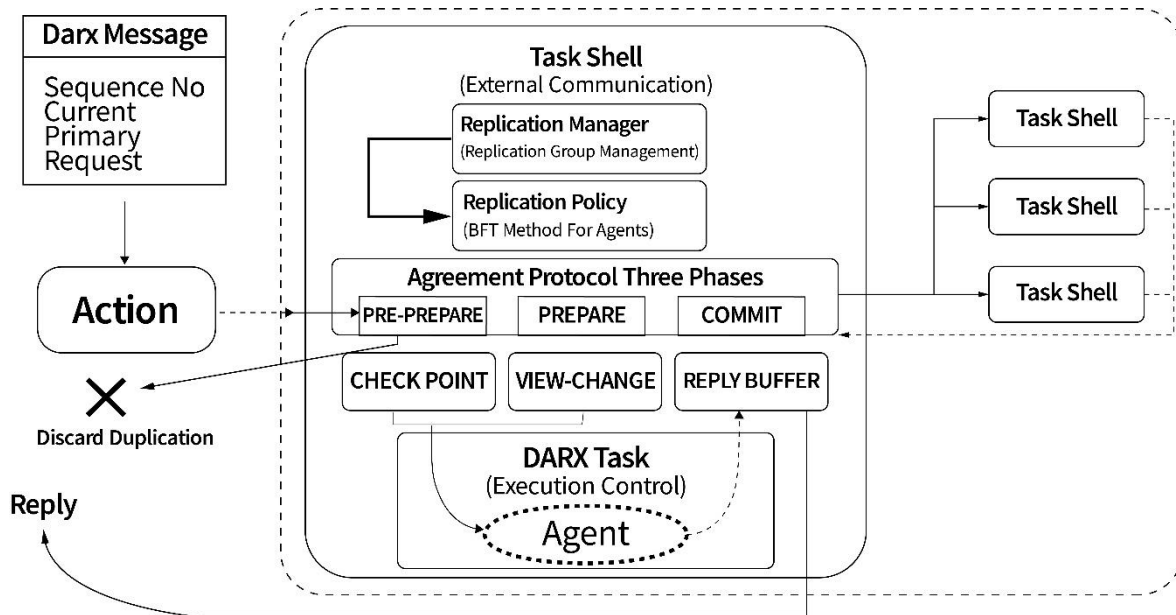 Darx Message
Sequence No
Current
Primary
Request
Action
Discard Duplication
Reply
Task Shell
(External Communication)
Replication Manager
(Replication Group Management)
Replication Policy
(BFT Method For Agents)
Agreement Protocol Three Phases
PRE-PREPARE
PREPARE
COMMIT
CHECK POINT
VIEW-CHANGE
REPLY BUFFER
DARX Task
(Execution Control)
Agent
Task Shell
Task Shell
Task Shell